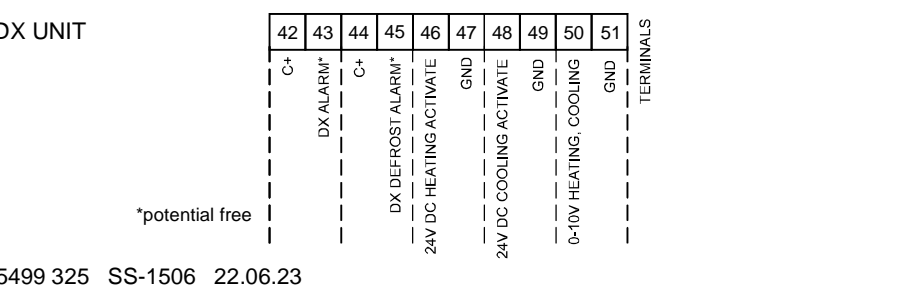 DX UNIT
42 43 44 45 46 47 48 49 50 51
TERMINALS
C+
DX ALARM*
C+
DX DEFROST ALARM*
24V DC HEATING ACTIVATE
GND
24V DC COOLING ACTIVATE
GND
0-10V HEATING, COOLING
GND
*potential free
5499 325 SS-1506 22.06.23